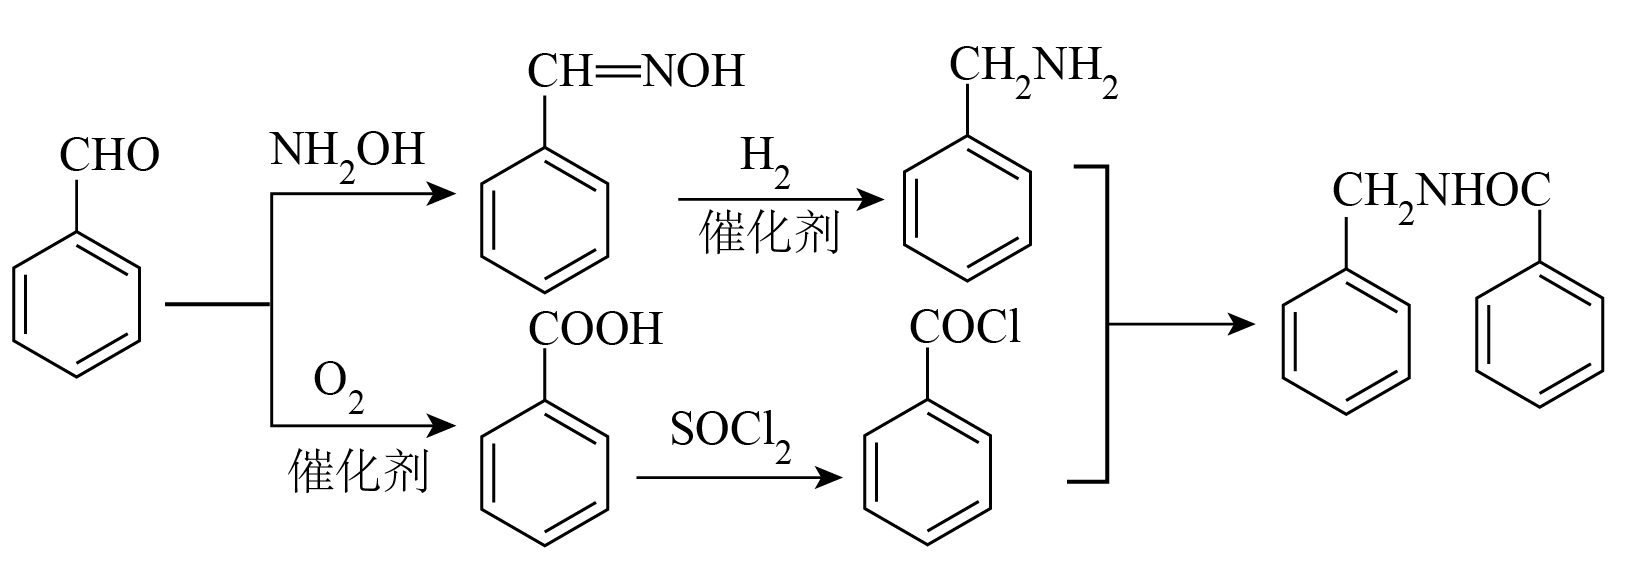 CHO
NH₂OH
CH=NOH
H₂
催化剂
CH₂NH₂
O₂
催化剂
COOH
SOCl₂
COCl
CH₂NHOC